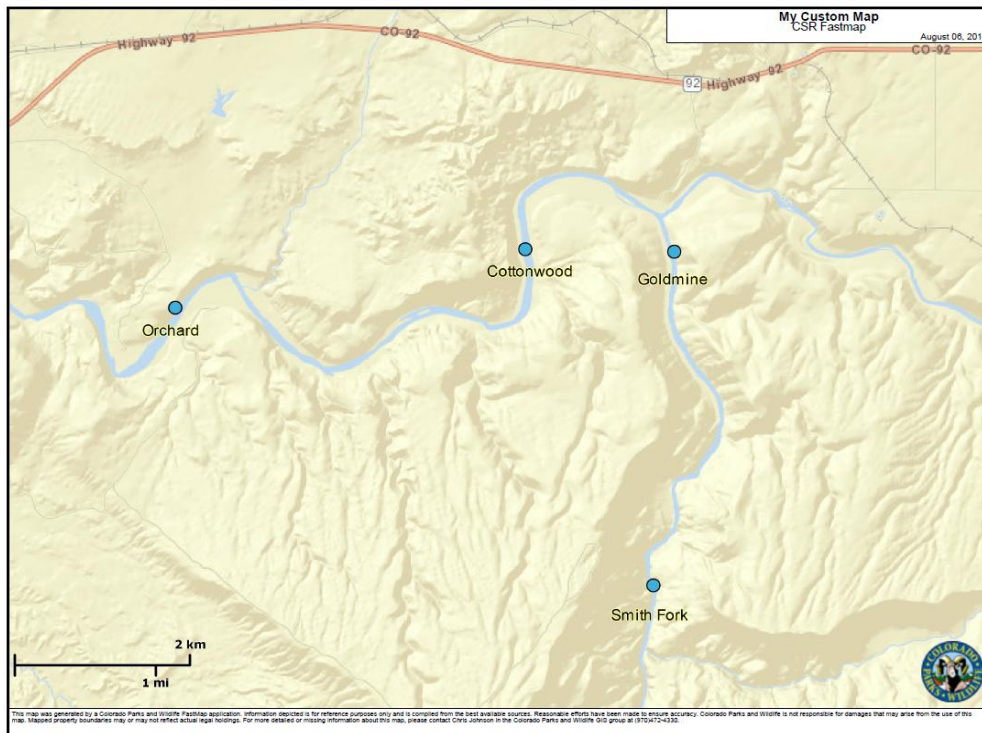 My Custom Map
CSR Fastmap
August 06, 201
Highway 92
CO-92
92
Highway 92
CO-92
Cottonwood
Goldmine
Orchard
Smith Fork
2 km
1 mi
COLORADO
PARKS & WILDLIFE
This map was generated by a Colorado Parks and Wildlife FastMap application. Information depicted is for reference purposes only and is compiled from the best available sources. Reasonable efforts have been made to ensure accuracy. Colorado Parks and Wildlife is not responsible for damages that may arise from the use of this
map. Mapped property boundaries may or may not reflect actual legal holdings. For more detailed or missing information about this map, please contact Chris Johnson in the Colorado Parks and Wildlife GIS group at (970)472-4330.